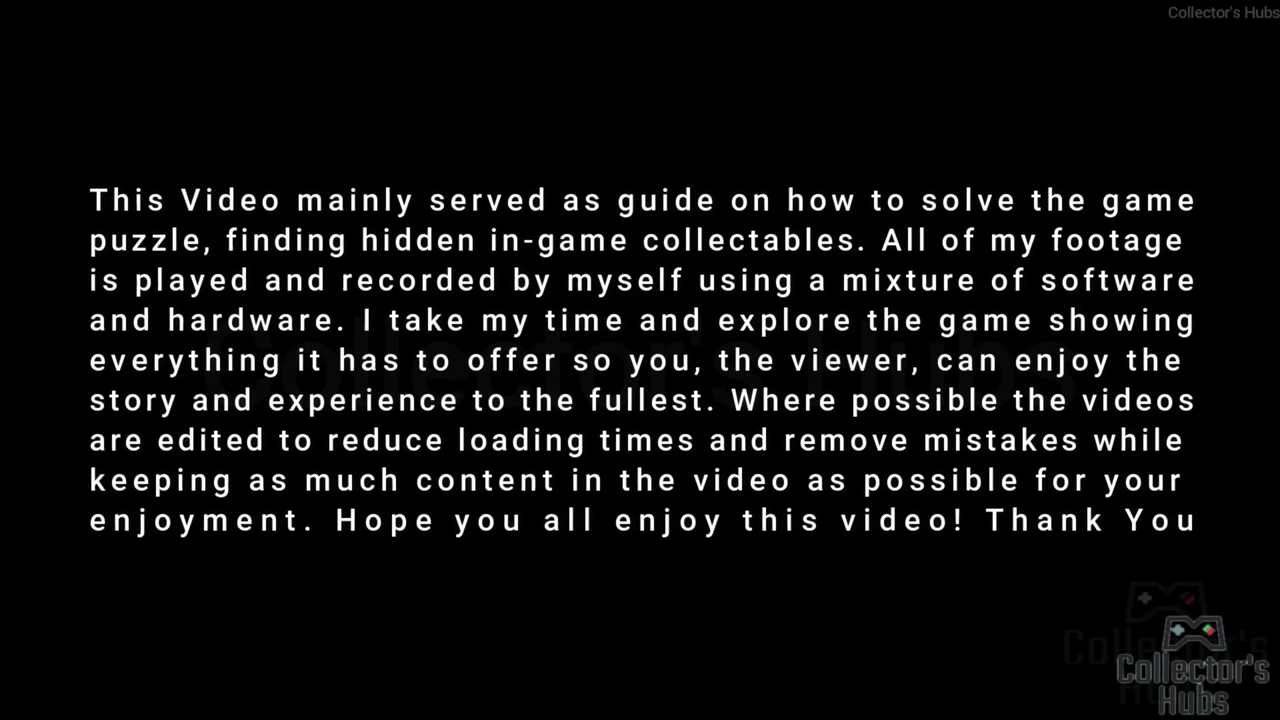 Collector's Hubs
This Video mainly served as guide on how to solve the game
puzzle, finding hidden in-game collectables. All of my footage
is played and recorded by myself using a mixture of software
and hardware. I take my time and explore the game showing
everything it has to offer so you, the viewer, can enjoy the
story and experience to the fullest. Where possible the videos
are edited to reduce loading times and remove mistakes while
keeping as much content in the video as possible for your
enjoyment. Hope you all enjoy this video! Thank You
Collector's
Hubs